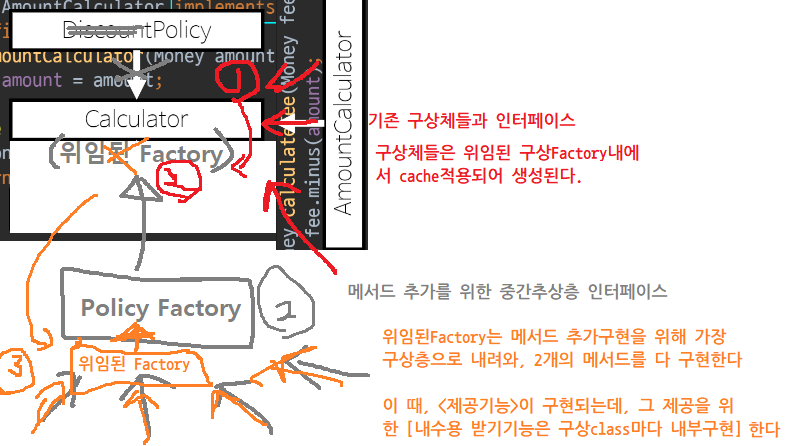 AmountCalculator implements
DiscountPolicy
mountCalculator(Money amount
amount = amount;
Calculator
(위임된 Factory)
AmountCalculator
calculateFee(Money fee
fee.minus(amount);
1
기존 구상체들과 인터페이스
구상체들은 위임된 구상Factory내에
서 cache적용되어 생성된다.
Policy Factory
2
메서드 추가를 위한 중간추상층 인터페이스
3
위임된 Factory
위임된Factory는 메서드 추가구현을 위해 가장
구상층으로 내려와, 2개의 메서드를 다 구현한다
이 때, <제공기능>이 구현되는데, 그 제공을 위
한 [내수용 받기기능은 구상class마다 내부구현] 한다